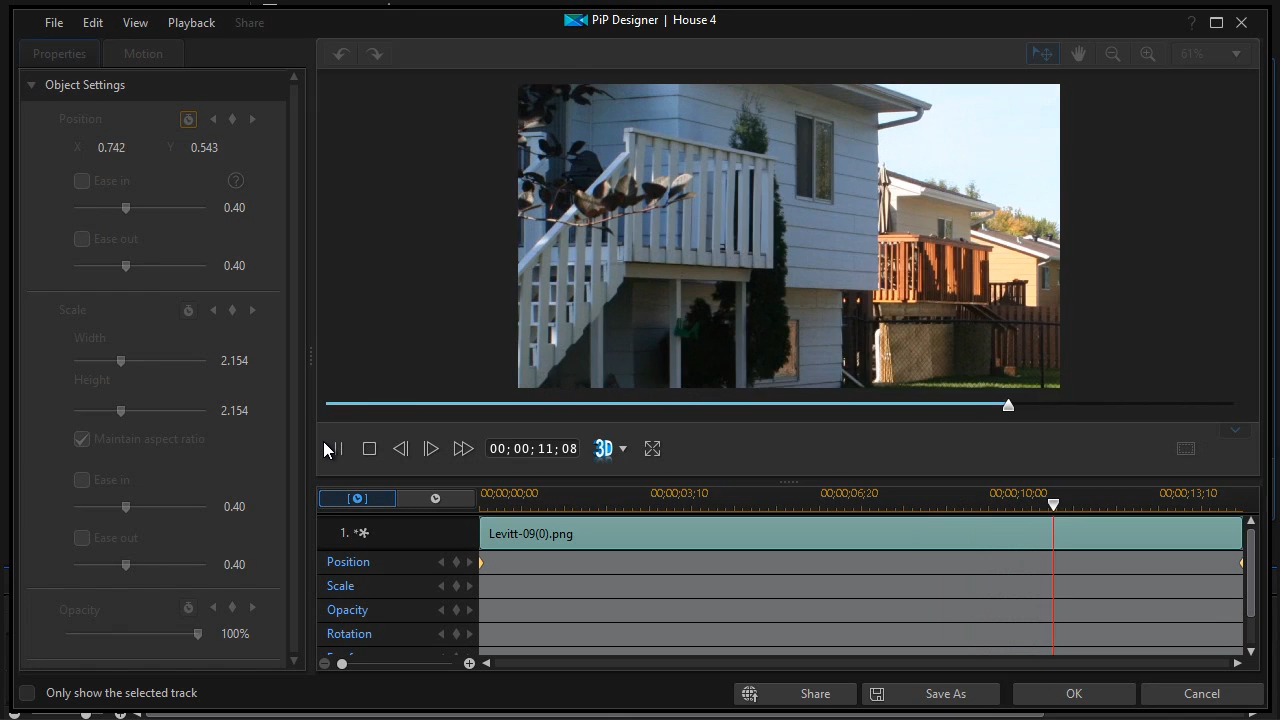 File Edit View Playback Share
PiP Designer | House 4
?
Properties Motion
61%
Object Settings
Position
X 0.742 Y 0.543
Ease in ?
0.40
Ease out
0.40
Scale
Width
2.154
Height
2.154
Maintain aspect ratio
Ease in
0.40
Ease out
0.40
Opacity
100%
00; 00; 11; 08 3D
00;00;00;00 00;00;03;10 00;00;06;20 00;00;10;00 00;00;13;10
1. Levitt-09(0).png
Position
Scale
Opacity
Rotation
Only show the selected track
Share Save As OK Cancel